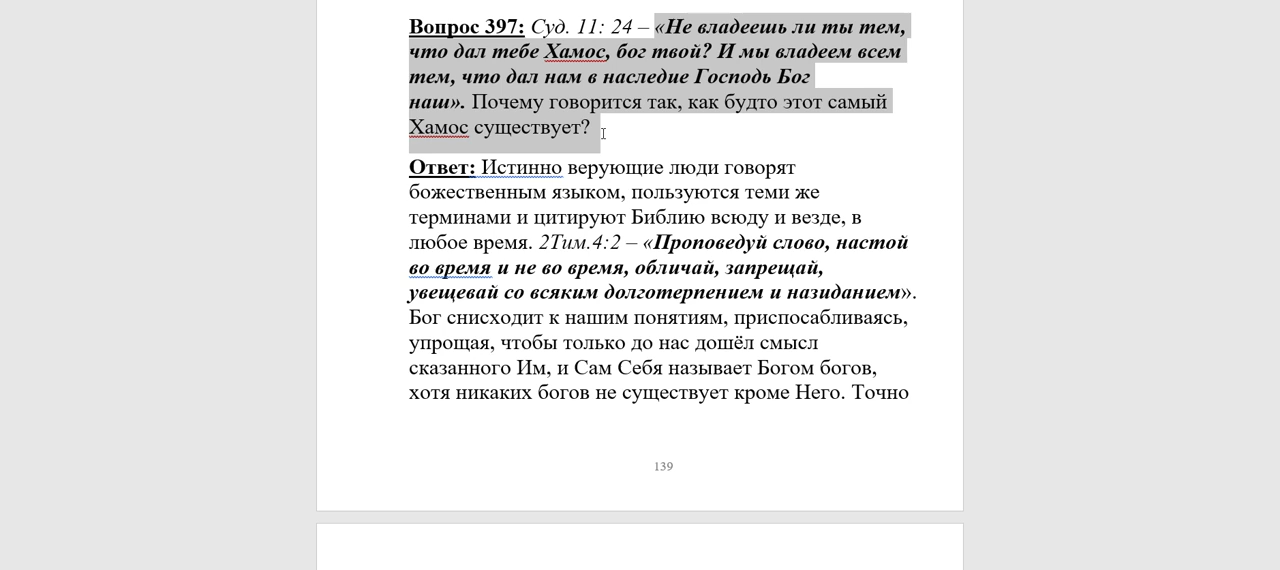 Вопрос 397: Суд. 11: 24 – «Не владеешь ли ты тем,
что дал тебе Хамос, бог твой? И мы владеем всем
тем, что дал нам в наследие Господь Бог
наш». Почему говорится так, как будто этот самый
Хамос существует?
Ответ: Истинно верующие люди говорят
божественным языком, пользуются теми же
терминами и цитируют Библию всюду и везде, в
любое время. 2Тим.4:2 – «Проповедуй слово, настой
во время и не во время, обличай, запрещай,
увещевай со всяким долготерпением и назиданием».
Бог снисходит к нашим понятиям, приспосабливаясь,
упрощая, чтобы только до нас дошёл смысл
сказанного Им, и Сам Себя называет Богом богов,
хотя никаких богов не существует кроме Него. Точно
139